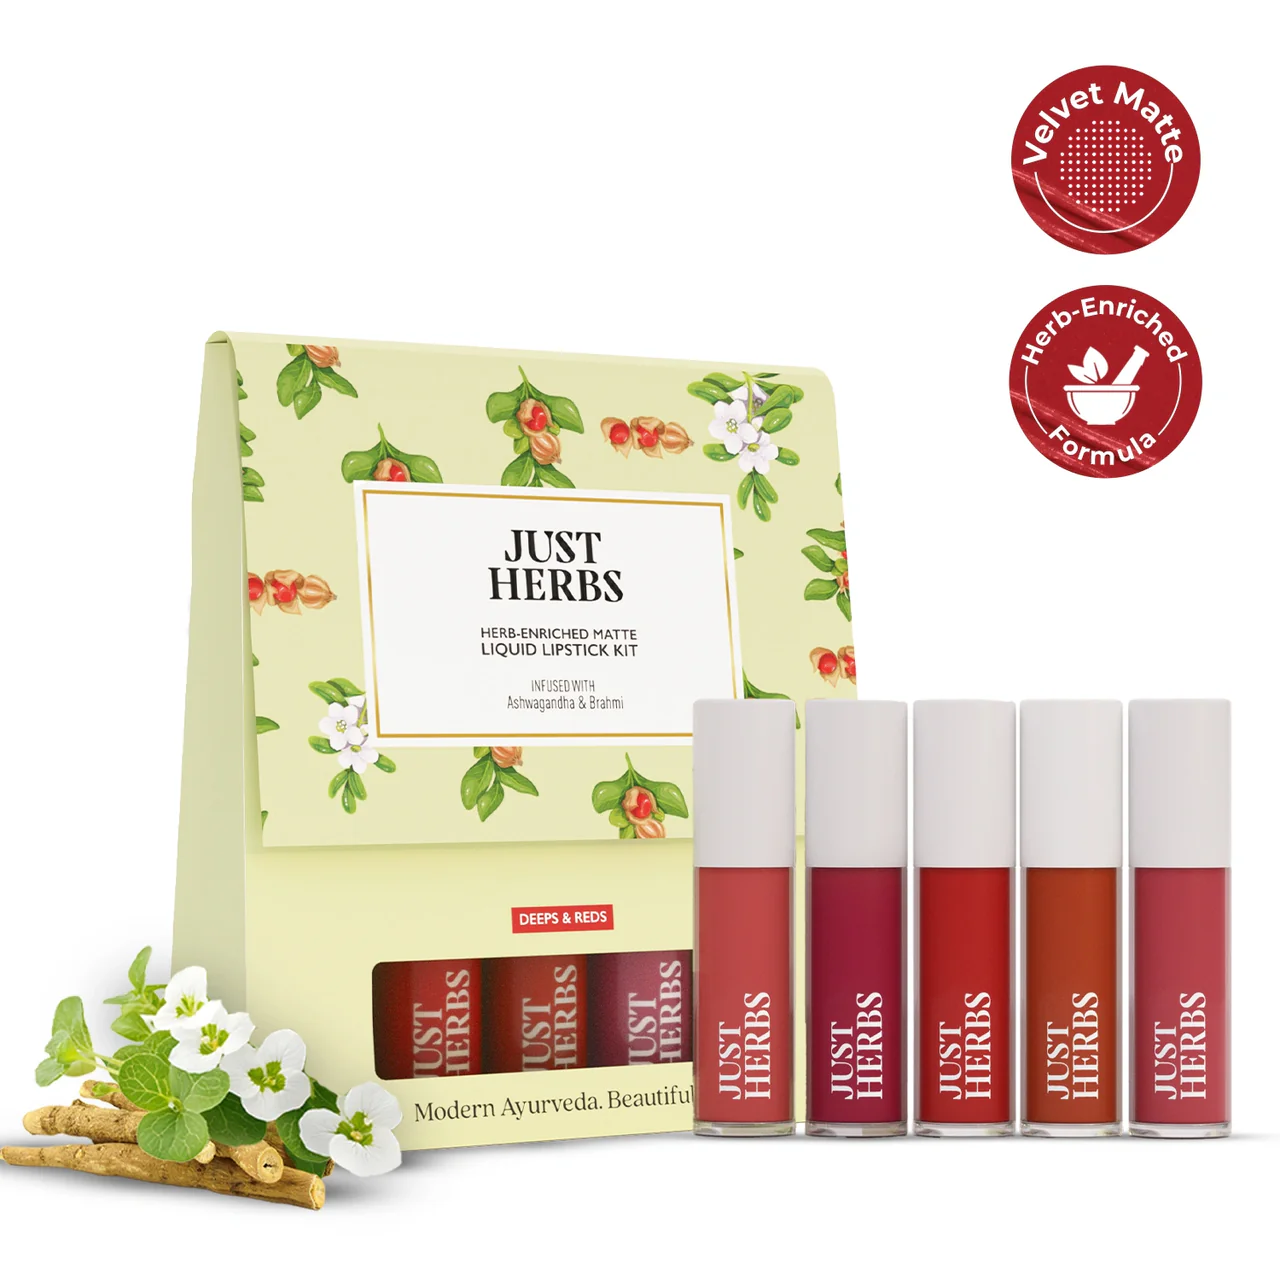 Velvet Matte
Herb-Enriched
Formula
JUST
HERBS
HERB-ENRICHED MATTE
LIQUID LIPSTICK KIT
INFUSED WITH
Ashwagandha & Brahmi
DEEPS & REDS
JUST
HERBS
JUST
HERBS
JUST
HERBS
Modern Ayurveda. Beautiful
JUST
HERBS
JUST
HERBS
JUST
HERBS
JUST
HERBS
JUST
HERBS